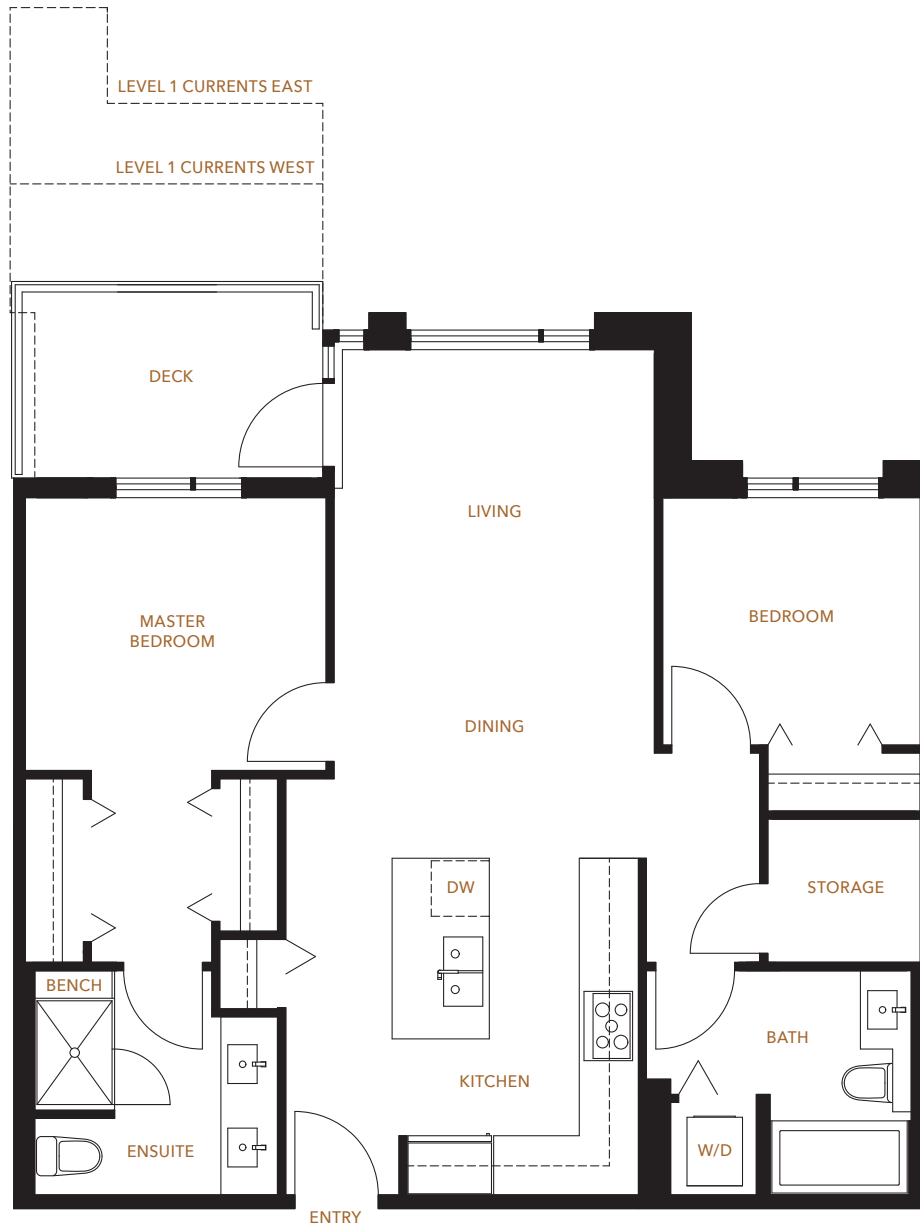 LEVEL 1 CURRENTS EAST
LEVEL 1 CURRENTS WEST
DECK
LIVING
MASTER
BEDROOM
BEDROOM
DINING
DW
STORAGE
BENCH
BATH
KITCHEN
ENSUITE
W/D
ENTRY